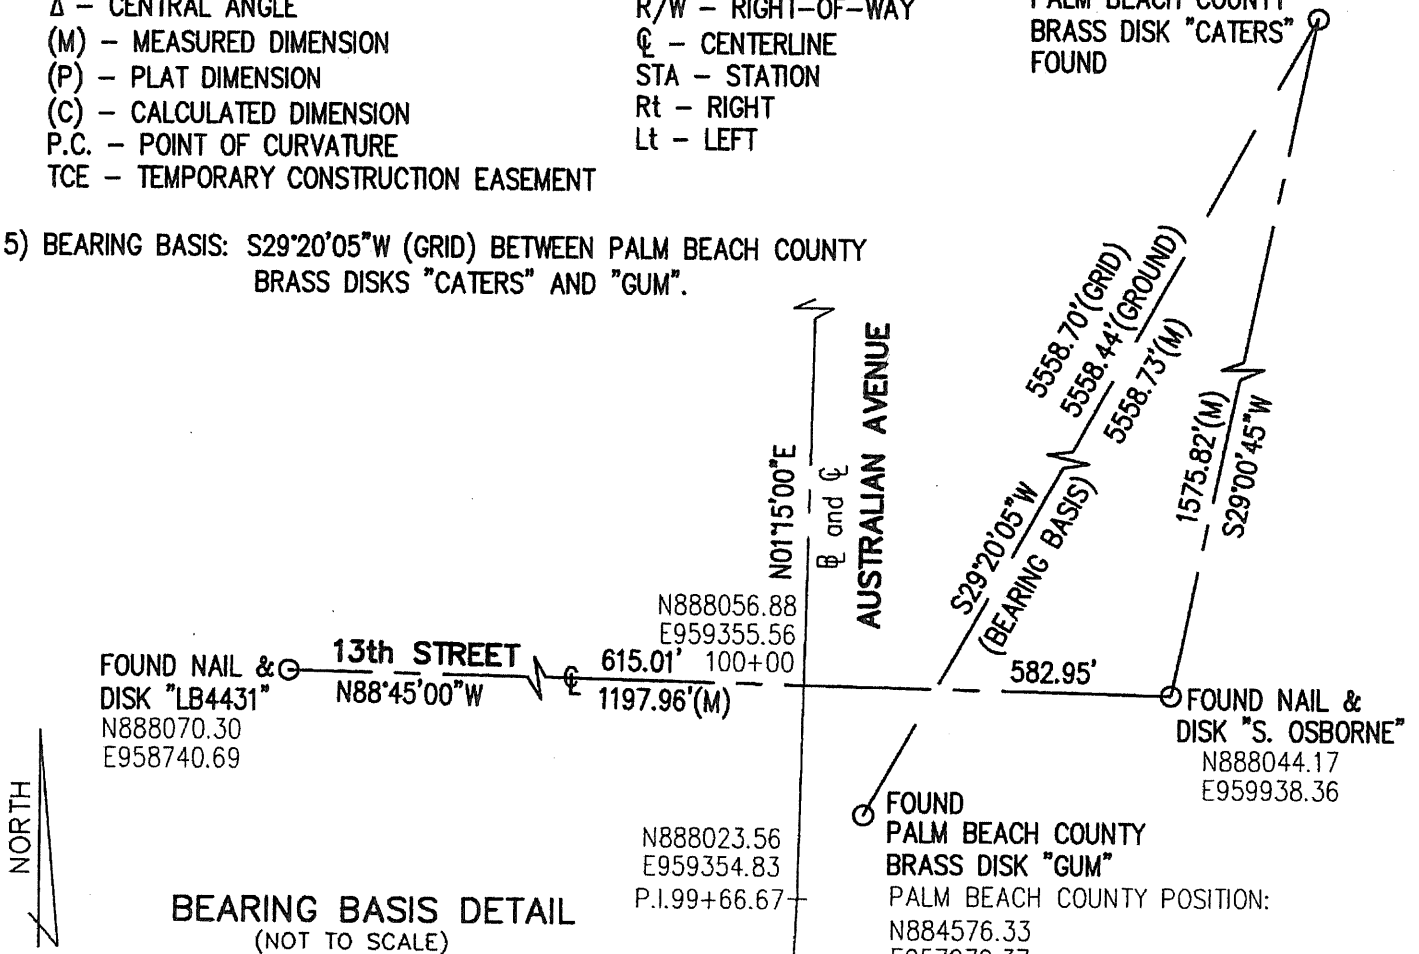 Δ – CENTRAL ANGLE
(M) – MEASURED DIMENSION
(P) – PLAT DIMENSION
(C) – CALCULATED DIMENSION
P.C. – POINT OF CURVATURE
TCE – TEMPORARY CONSTRUCTION EASEMENT
R/W – RIGHT-OF-WAY
℄ – CENTERLINE
STA – STATION
Rt – RIGHT
Lt – LEFT
PALM BEACH COUNTY
BRASS DISK "CATERS"
FOUND
5) BEARING BASIS: S29°20'05"W (GRID) BETWEEN PALM BEACH COUNTY
BRASS DISKS "CATERS" AND "GUM".
5558.70'(GRID)
5558.44'(GROUND)
5558.73'(M)
S29°20'05"W
(BEARING BASIS)
1575.82'(M)
S29°00'45"W
N01°15'00"E
BL and ℄
AUSTRALIAN AVENUE
N888056.88
E959355.56
100+00
13th STREET
N88°45'00"W
℄
615.01'
1197.96'(M)
582.95'
FOUND NAIL &
DISK "LB4431"
N888070.30
E958740.69
FOUND NAIL &
DISK "S. OSBORNE"
N888044.17
E959938.36
NORTH
N888023.56
E959354.83
P.I.99+66.67
FOUND
PALM BEACH COUNTY
BRASS DISK "GUM"
PALM BEACH COUNTY POSITION:
N884576.33
BEARING BASIS DETAIL
(NOT TO SCALE)